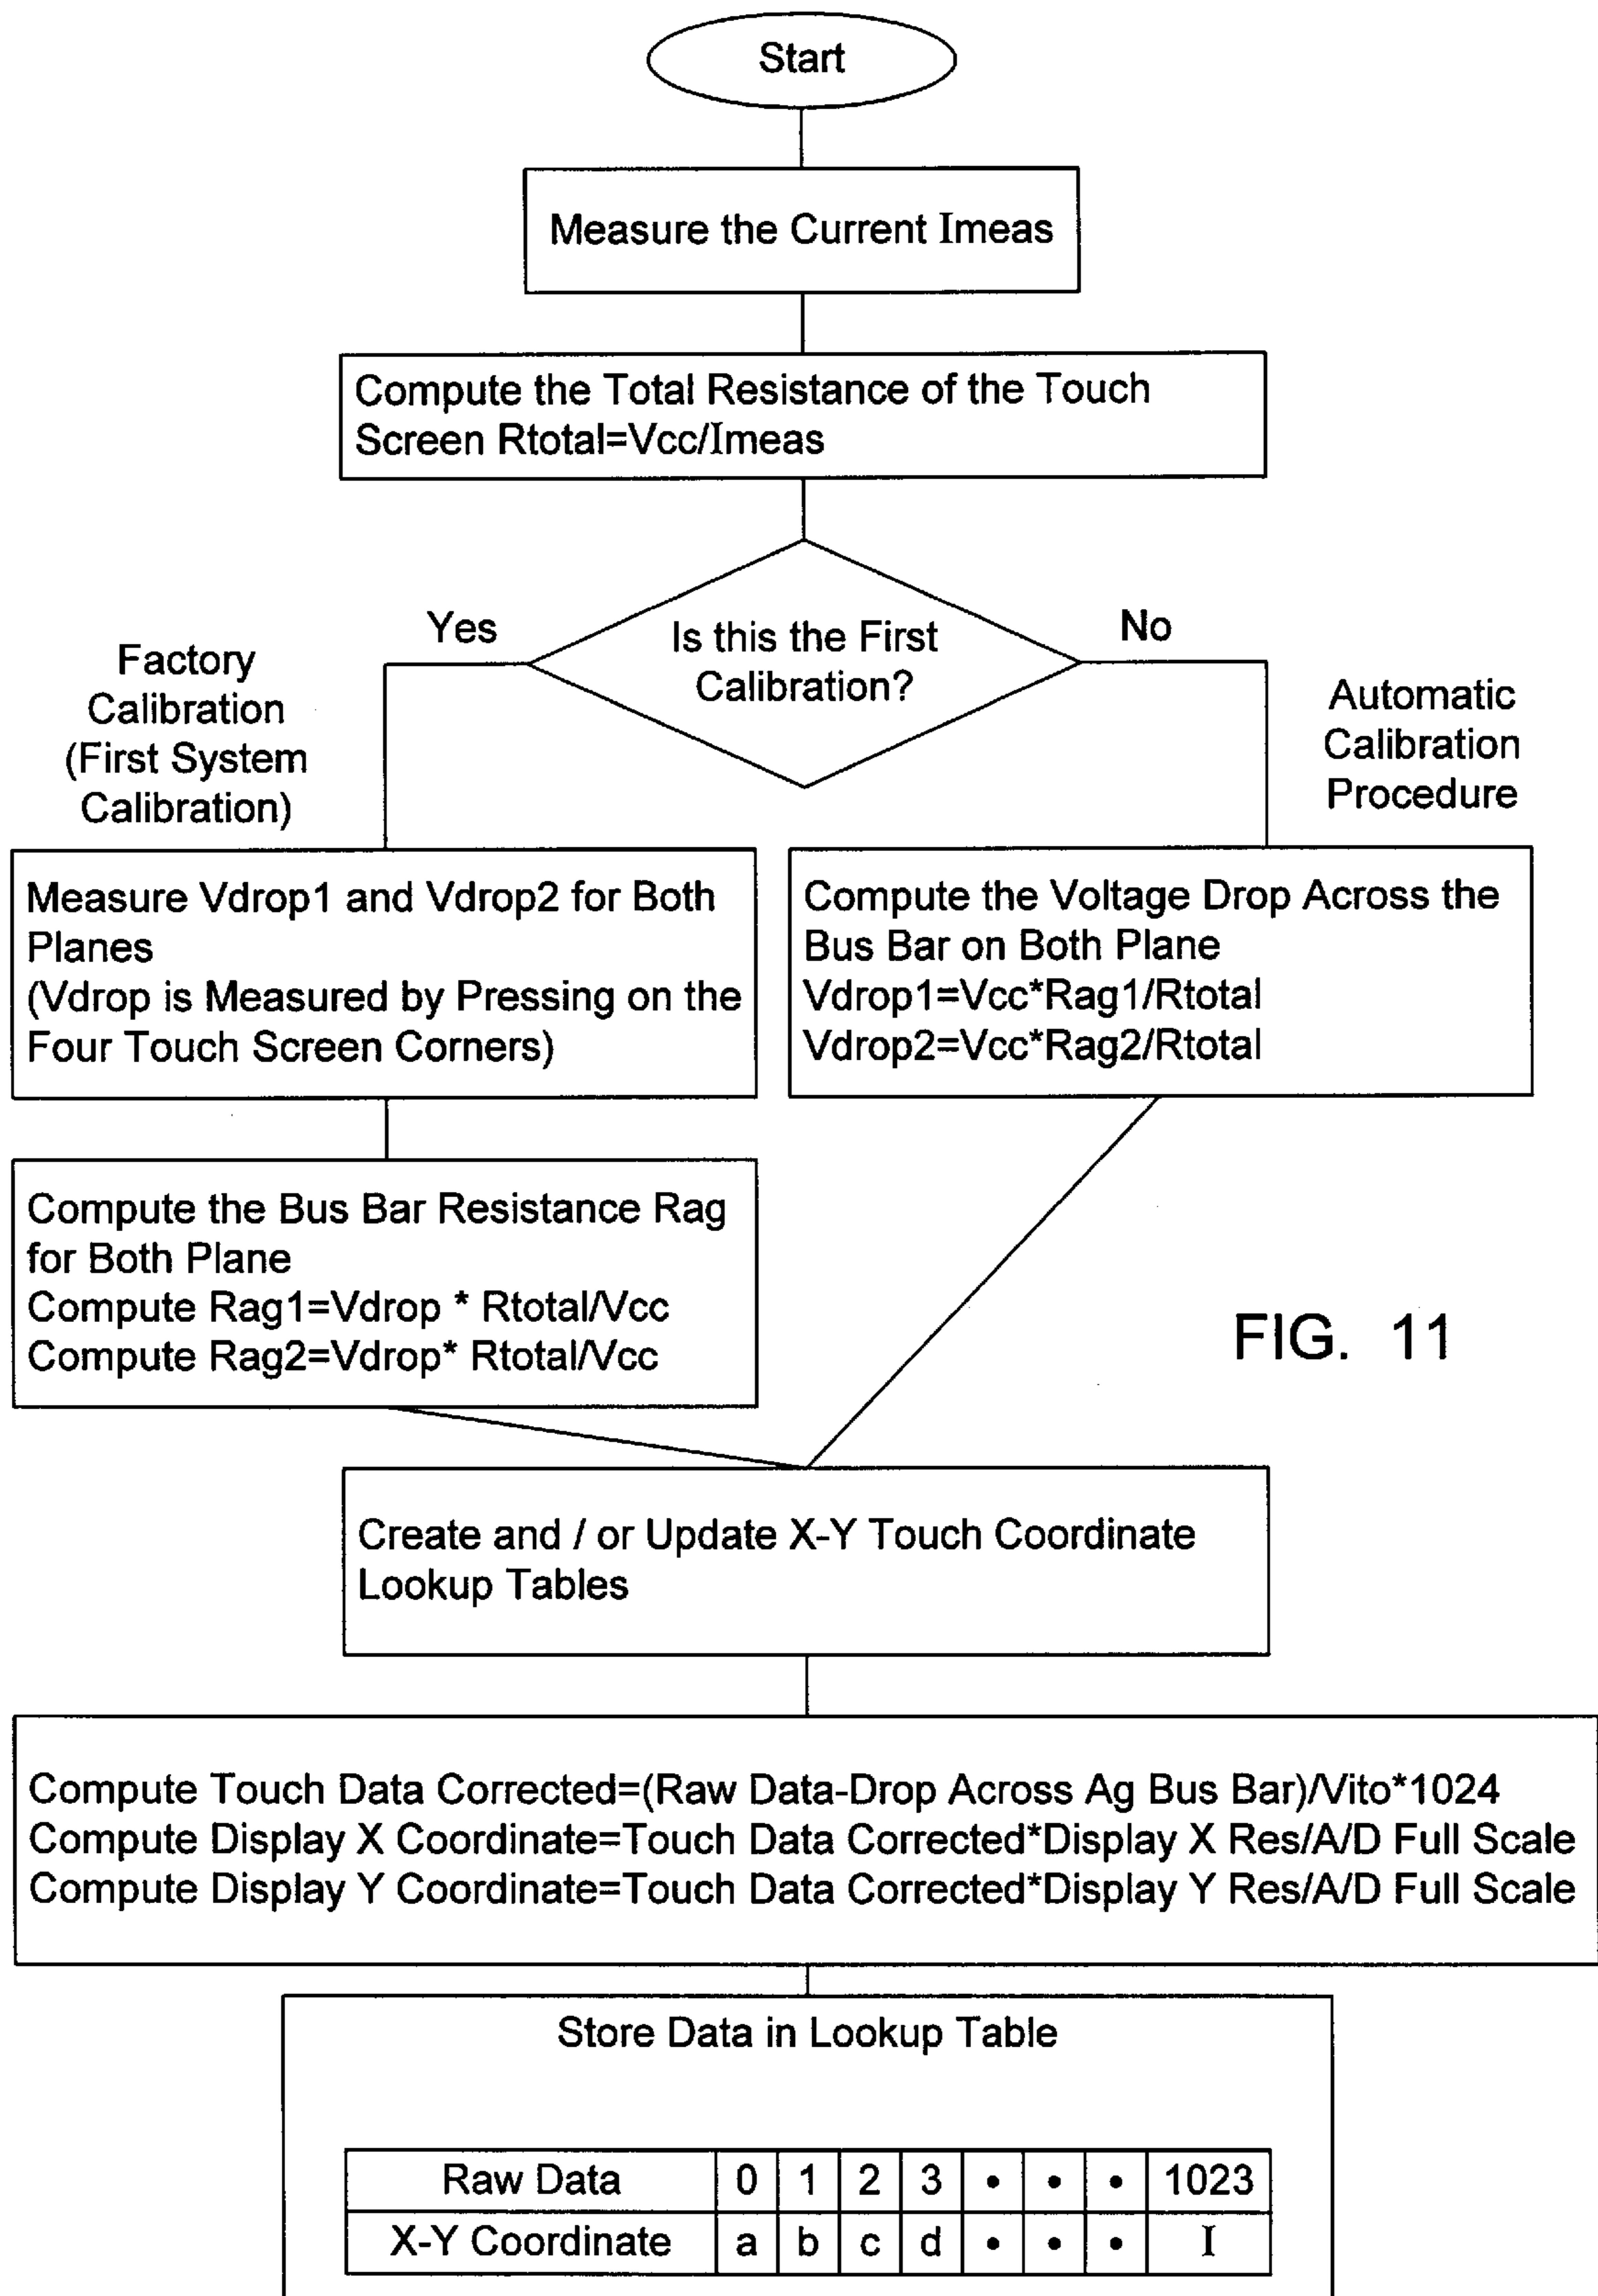 Start
Measure the Current Imeas
Compute the Total Resistance of the Touch
Screen Rtotal=Vcc/Imeas
Is this the First
Calibration?
Yes
No
Factory
Calibration
(First System
Calibration)
Automatic
Calibration
Procedure
Measure Vdrop1 and Vdrop2 for Both
Planes
(Vdrop is Measured by Pressing on the
Four Touch Screen Corners)
Compute the Voltage Drop Across the
Bus Bar on Both Plane
Vdrop1=Vcc*Rag1/Rtotal
Vdrop2=Vcc*Rag2/Rtotal
Compute the Bus Bar Resistance Rag
for Both Plane
Compute Rag1=Vdrop * Rtotal/Vcc
Compute Rag2=Vdrop* Rtotal/Vcc
FIG. 11
Create and / or Update X-Y Touch Coordinate
Lookup Tables
Compute Touch Data Corrected=(Raw Data-Drop Across Ag Bus Bar)/Vito*1024
Compute Display X Coordinate=Touch Data Corrected*Display X Res/A/D Full Scale
Compute Display Y Coordinate=Touch Data Corrected*Display Y Res/A/D Full Scale
Store Data in Lookup Table
Raw Data 0 1 2 3 • • • 1023
X-Y Coordinate a b c d • • • I